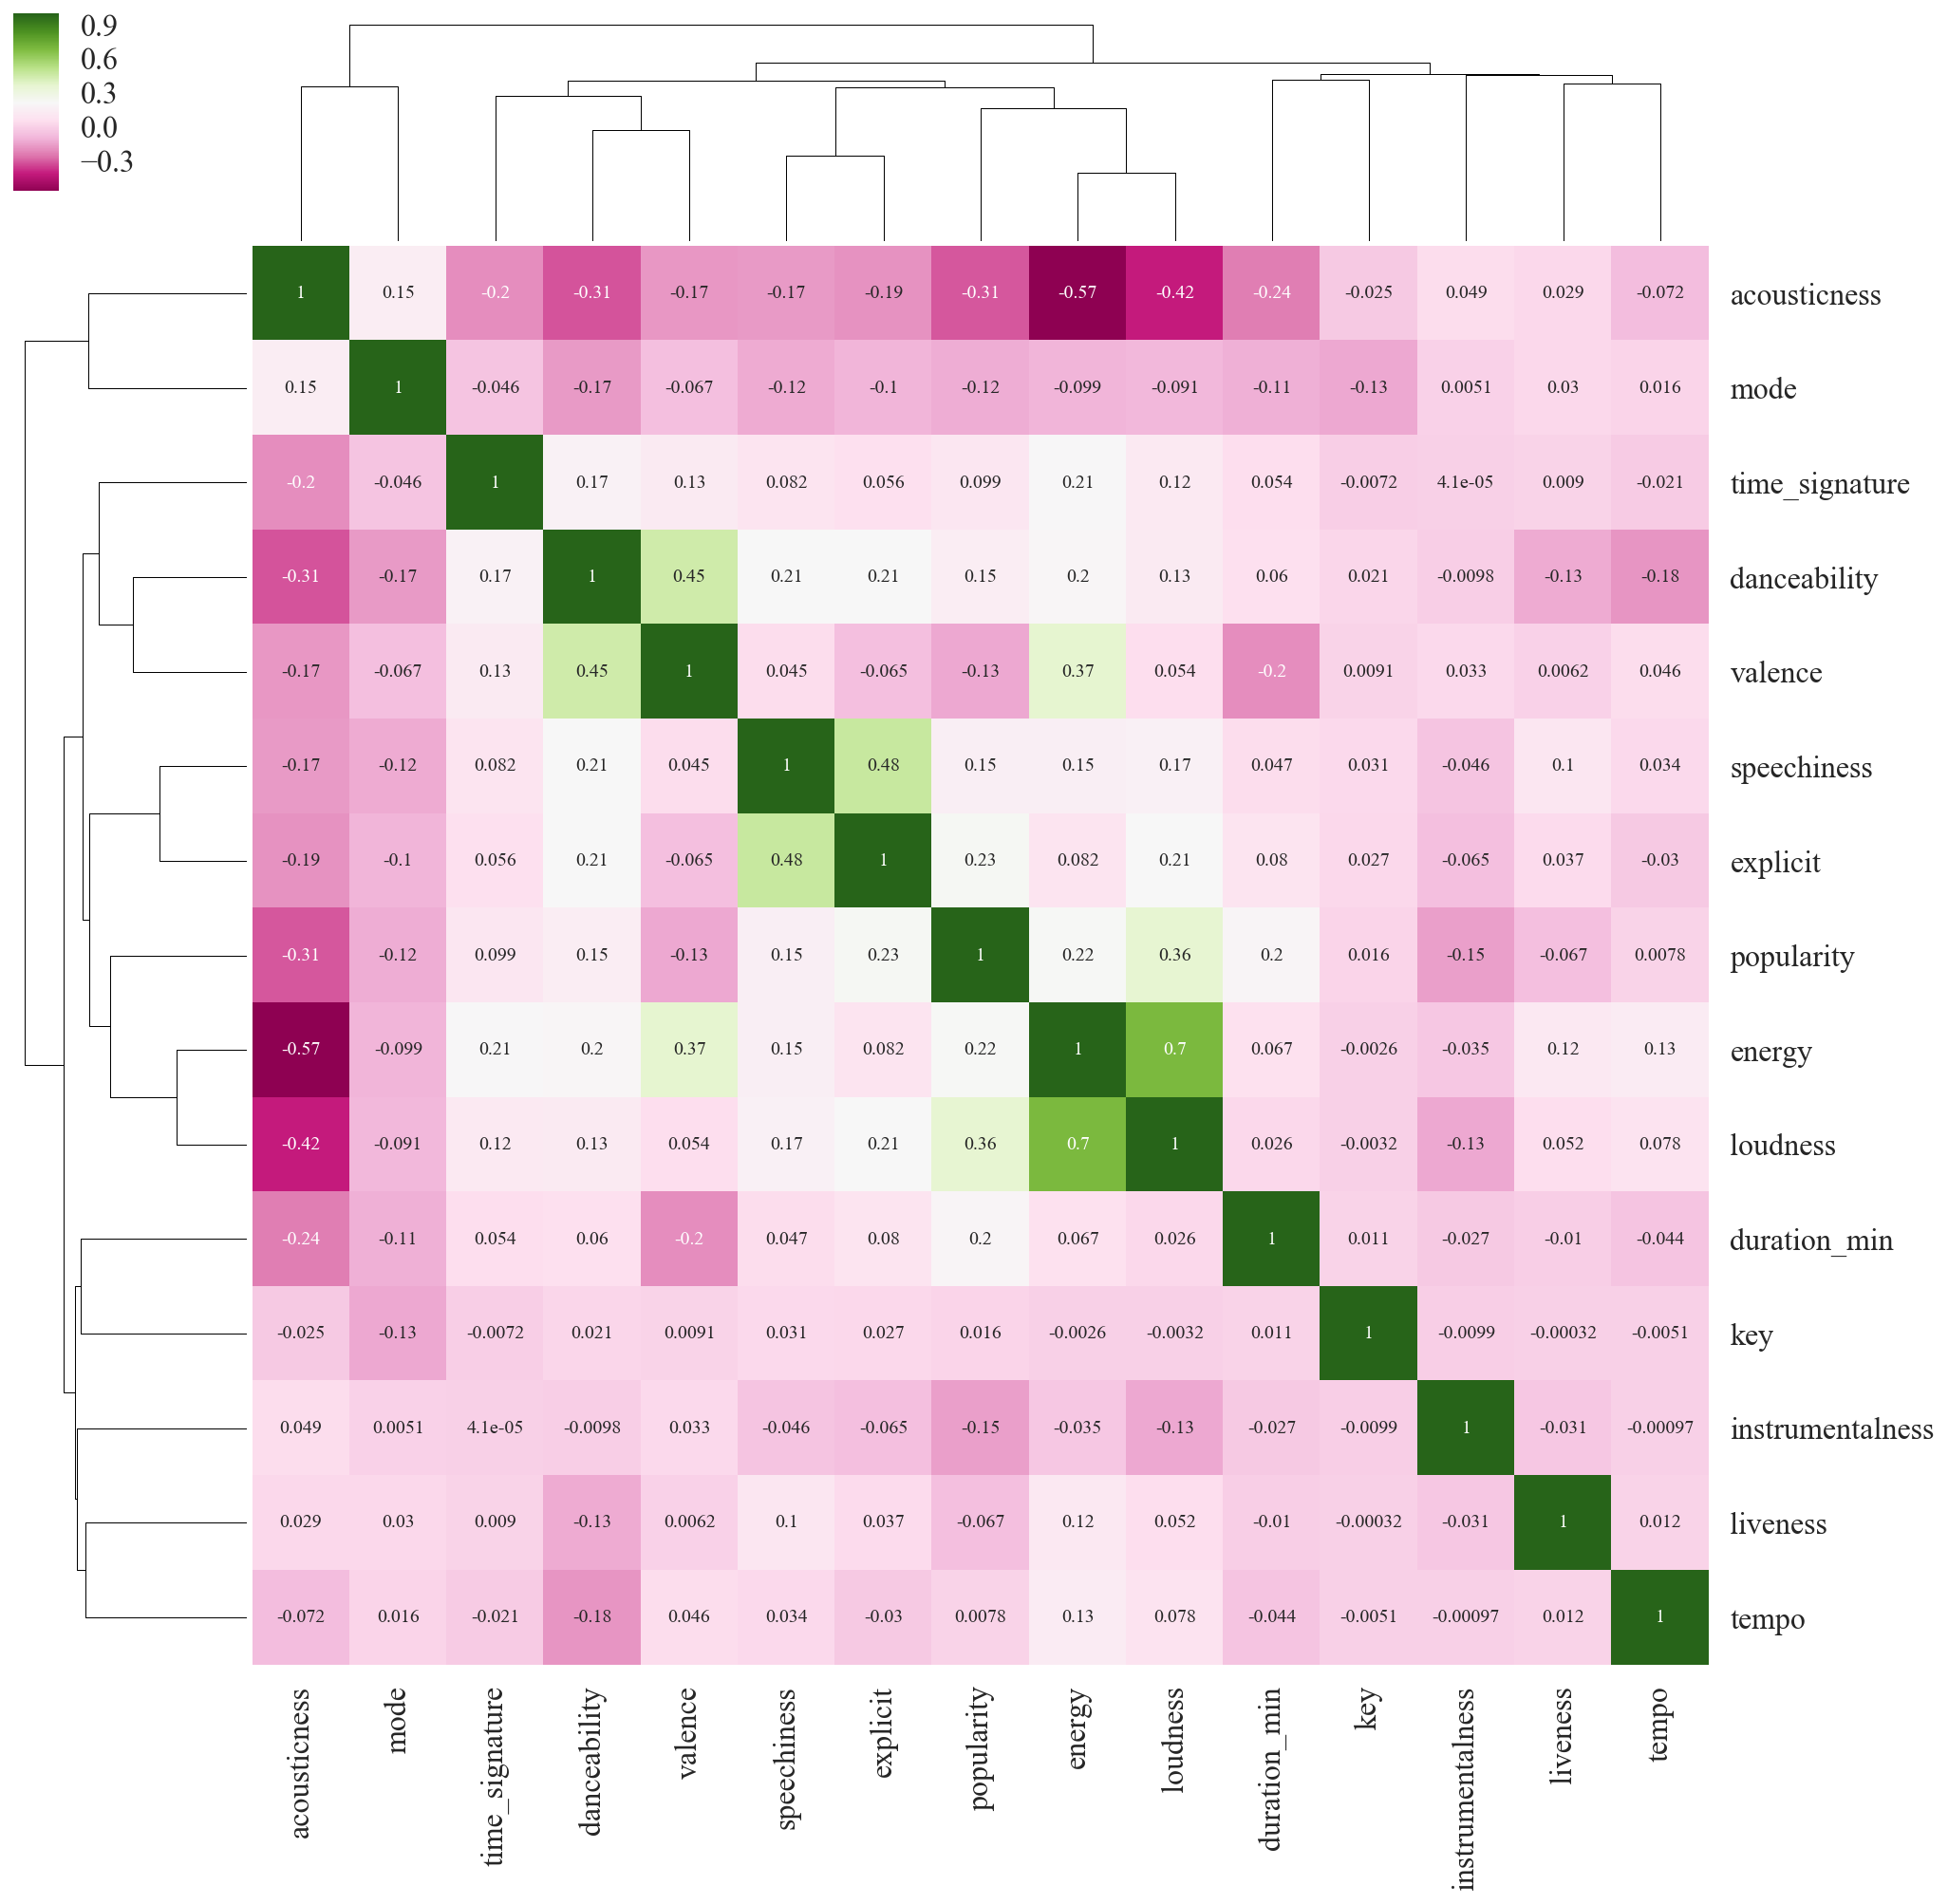 0.9
0.6
0.3
0.0
−0.3
1 0.15 -0.2 -0.31 -0.17 -0.17 -0.19 -0.31 -0.57 -0.42 -0.24 -0.025 0.049 0.029 -0.072 acousticness
0.15 1 -0.046 -0.17 -0.067 -0.12 -0.1 -0.12 -0.099 -0.091 -0.11 -0.13 0.0051 0.03 0.016 mode
-0.2 -0.046 1 0.17 0.13 0.082 0.056 0.099 0.21 0.12 0.054 -0.0072 4.1e-05 0.009 -0.021 time_signature
-0.31 -0.17 0.17 1 0.45 0.21 0.21 0.15 0.2 0.13 0.06 0.021 -0.0098 -0.13 -0.18 danceability
-0.17 -0.067 0.13 0.45 1 0.045 -0.065 -0.13 0.37 0.054 -0.2 0.0091 0.033 0.0062 0.046 valence
-0.17 -0.12 0.082 0.21 0.045 1 0.48 0.15 0.15 0.17 0.047 0.031 -0.046 0.1 0.034 speechiness
-0.19 -0.1 0.056 0.21 -0.065 0.48 1 0.23 0.082 0.21 0.08 0.027 -0.065 0.037 -0.03 explicit
-0.31 -0.12 0.099 0.15 -0.13 0.15 0.23 1 0.22 0.36 0.2 0.016 -0.15 -0.067 0.0078 popularity
-0.57 -0.099 0.21 0.2 0.37 0.15 0.082 0.22 1 0.7 0.067 -0.0026 -0.035 0.12 0.13 energy
-0.42 -0.091 0.12 0.13 0.054 0.17 0.21 0.36 0.7 1 0.026 -0.0032 -0.13 0.052 0.078 loudness
-0.24 -0.11 0.054 0.06 -0.2 0.047 0.08 0.2 0.067 0.026 1 0.011 -0.027 -0.01 -0.044 duration_min
-0.025 -0.13 -0.0072 0.021 0.0091 0.031 0.027 0.016 -0.0026 -0.0032 0.011 1 -0.0099 -0.00032 -0.0051 key
0.049 0.0051 4.1e-05 -0.0098 0.033 -0.046 -0.065 -0.15 -0.035 -0.13 -0.027 -0.0099 1 -0.031 -0.00097 instrumentalness
0.029 0.03 0.009 -0.13 0.0062 0.1 0.037 -0.067 0.12 0.052 -0.01 -0.00032 -0.031 1 0.012 liveness
-0.072 0.016 -0.021 -0.18 0.046 0.034 -0.03 0.0078 0.13 0.078 -0.044 -0.0051 -0.00097 0.012 1 tempo
acousticness
mode
time_signature
danceability
valence
speechiness
explicit
popularity
energy
loudness
duration_min
key
instrumentalness
liveness
tempo